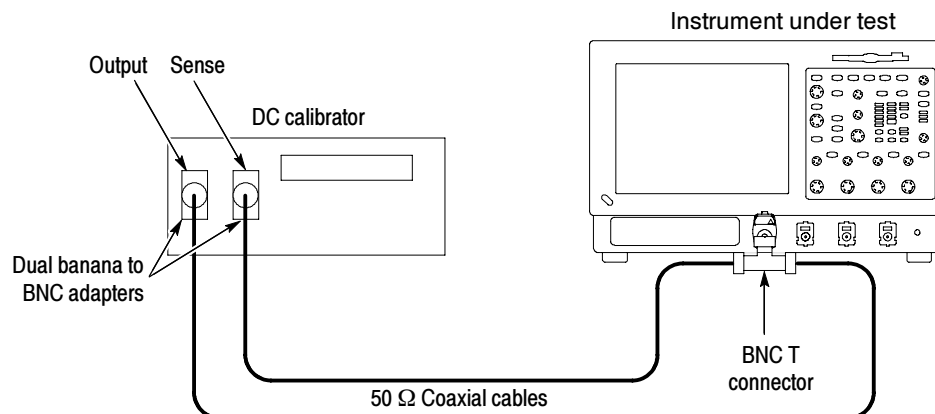 Instrument under test
Output
Sense
DC calibrator
Dual banana to
BNC adapters
BNC T
connector
50 Ω Coaxial cables